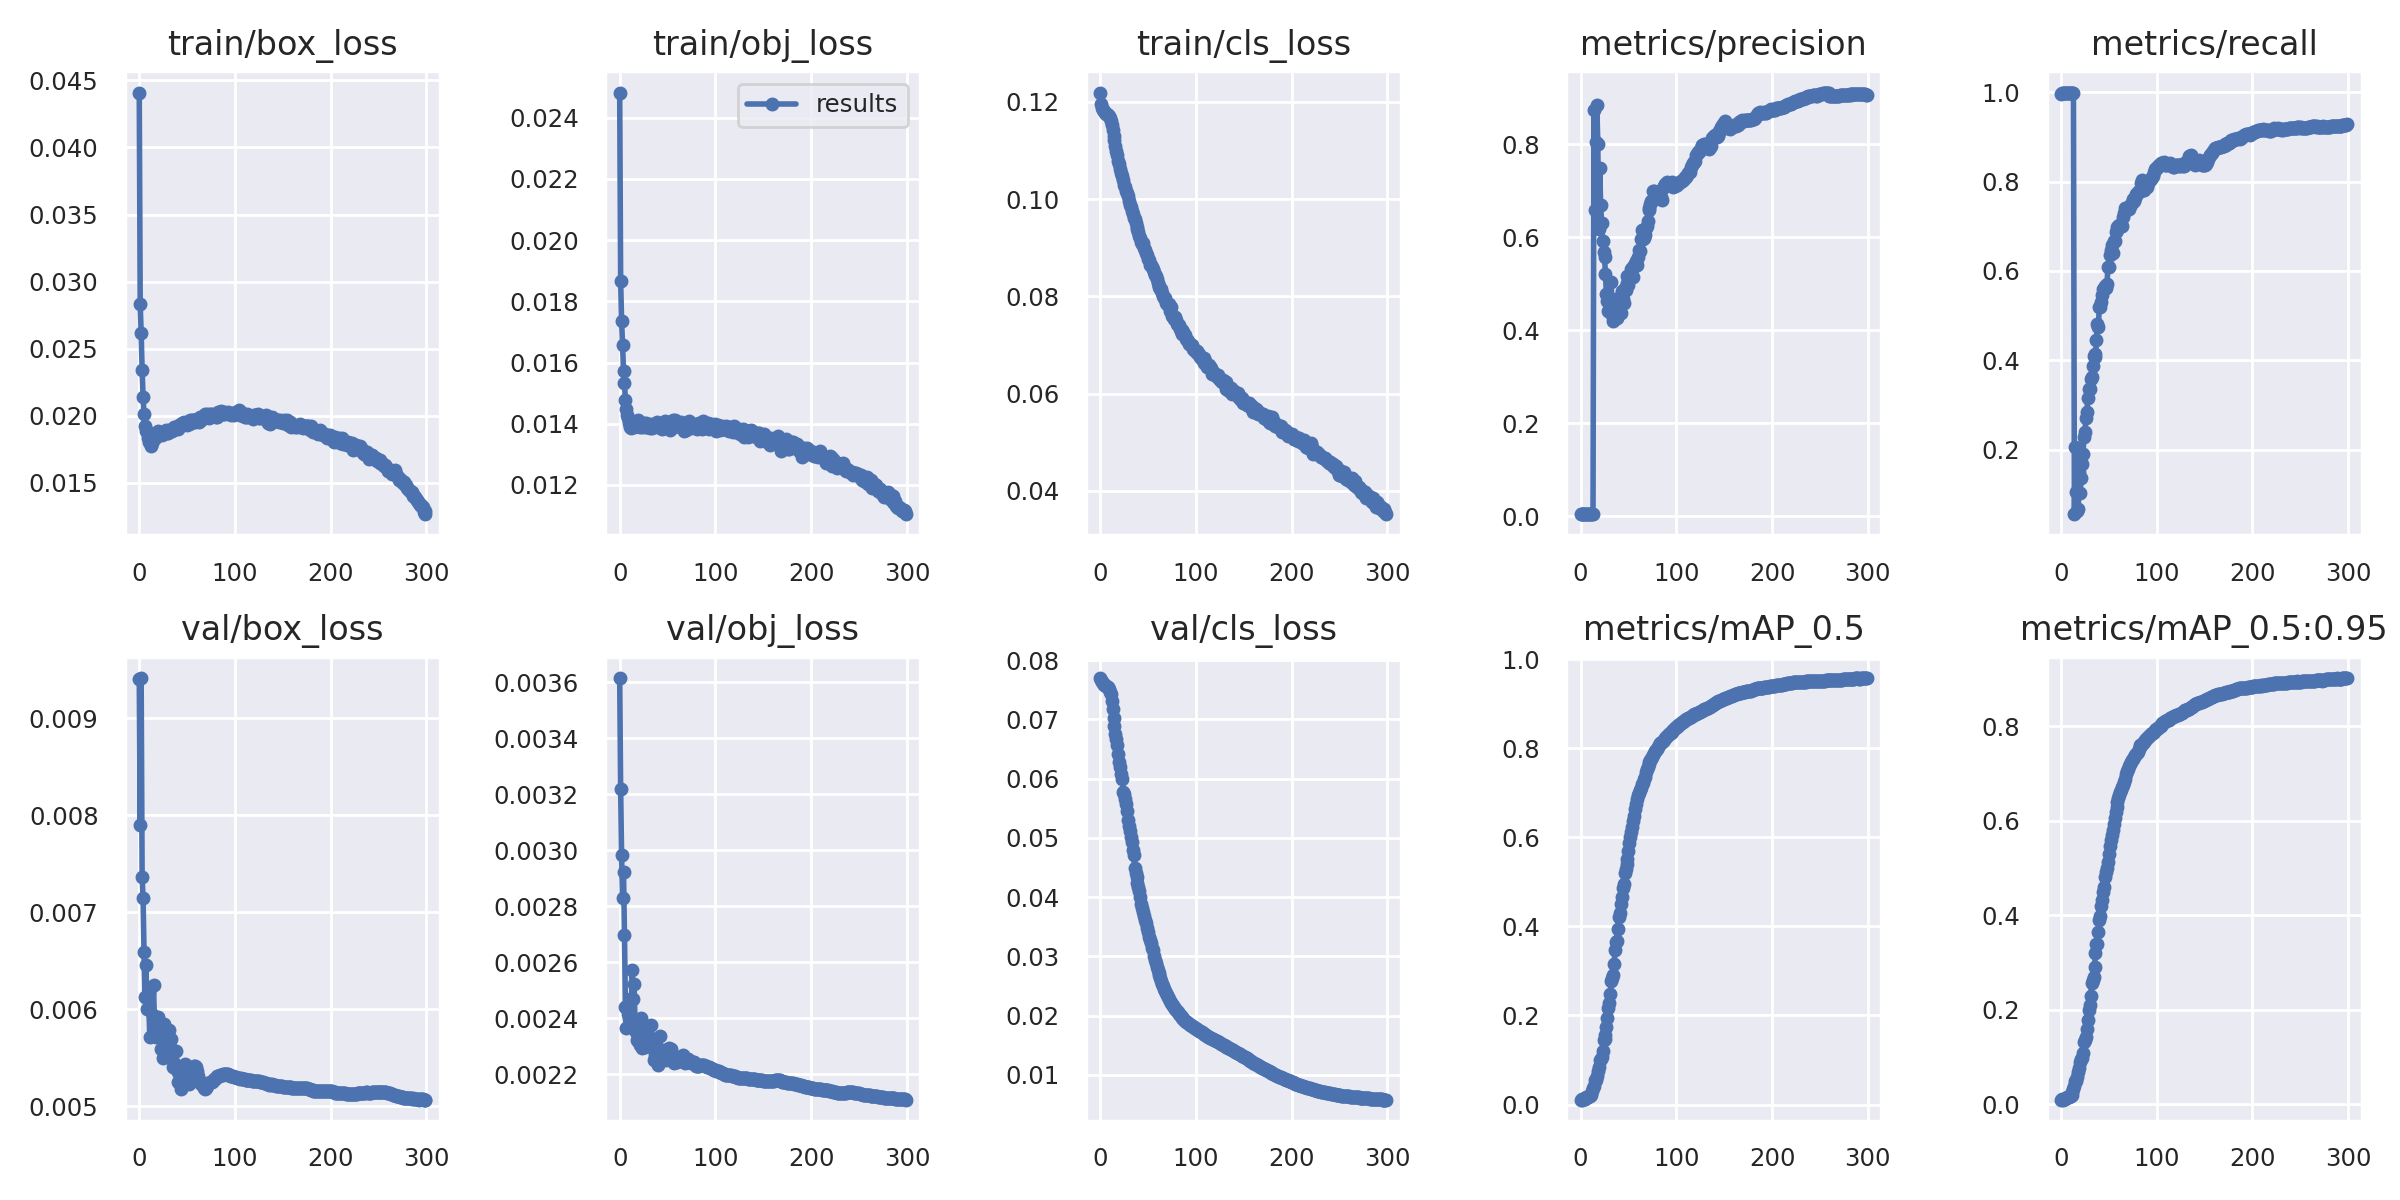 train/box_loss
0.045
0.040
0.035
0.030
0.025
0.020
0.015
0 100 200 300
train/obj_loss
results
0.024
0.022
0.020
0.018
0.016
0.014
0.012
0 100 200 300
train/cls_loss
0.12
0.10
0.08
0.06
0.04
0 100 200 300
metrics/precision
0.8
0.6
0.4
0.2
0.0
0 100 200 300
metrics/recall
1.0
0.8
0.6
0.4
0.2
0 100 200 300
val/box_loss
0.009
0.008
0.007
0.006
0.005
0 100 200 300
val/obj_loss
0.0036
0.0034
0.0032
0.0030
0.0028
0.0026
0.0024
0.0022
0 100 200 300
val/cls_loss
0.08
0.07
0.06
0.05
0.04
0.03
0.02
0.01
0 100 200 300
metrics/mAP_0.5
1.0
0.8
0.6
0.4
0.2
0.0
0 100 200 300
metrics/mAP_0.5:0.95
0.8
0.6
0.4
0.2
0.0
0 100 200 300